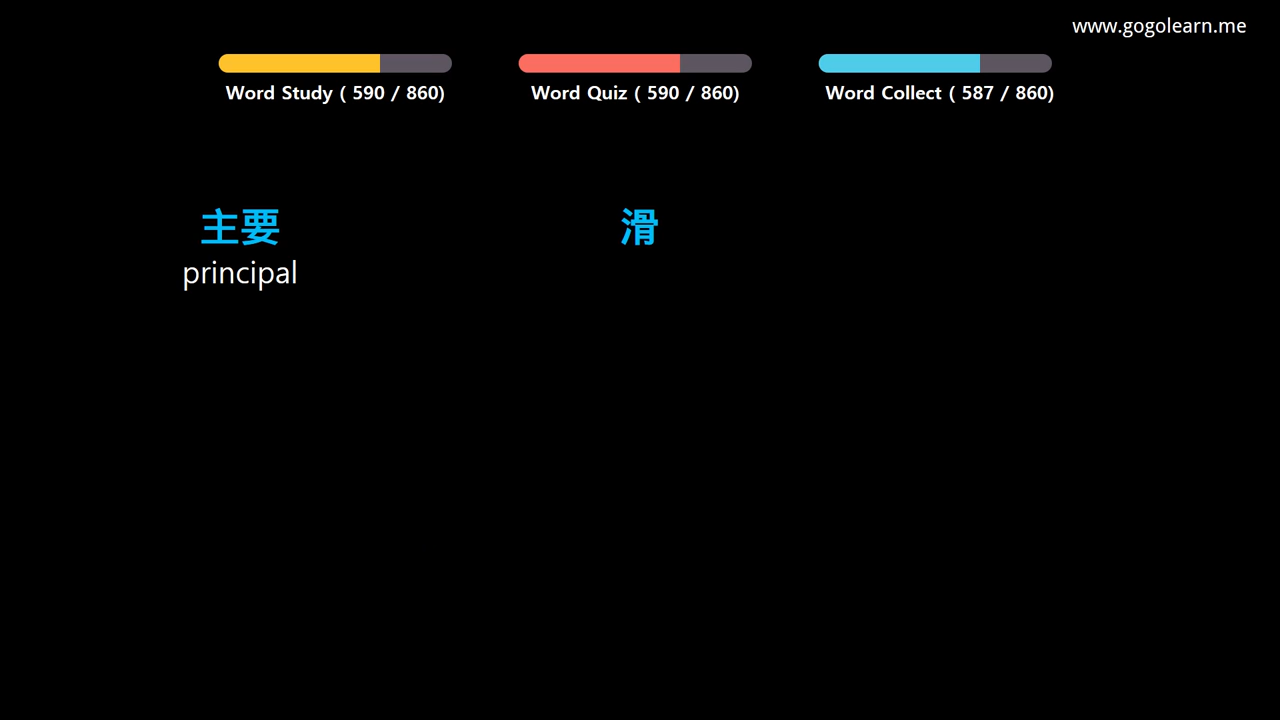 www.gogolearn.me
Word Study ( 590 / 860)
Word Quiz ( 590 / 860)
Word Collect ( 587 / 860)
主要
principal
滑